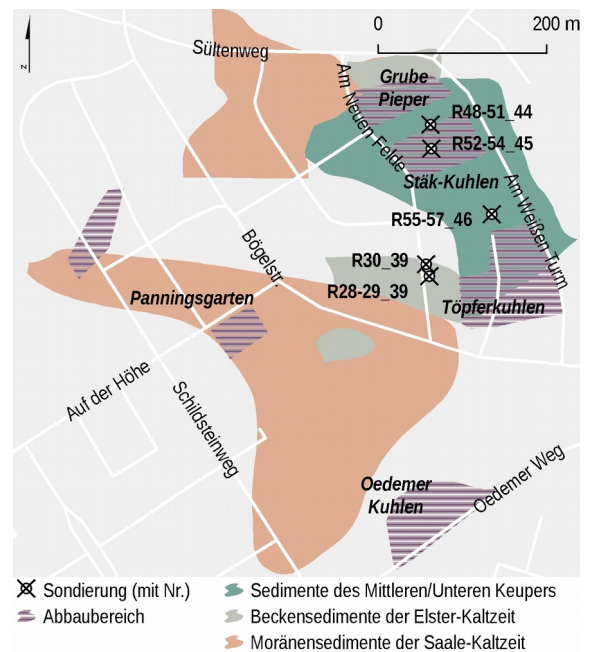 0
200 m
z
Sültenweg
Am Neuen Felde
Grube
Pieper
R48-51_44
R52-54_45
Stäk-Kuhlen
Am Weißen Turm
R55-57_46
Bögelstr.
R30_39
R28-29_39
Panningsgarten
Töpferkuhlen
Auf der Höhe
Schildsteinweg
Oedemer
Kuhlen
Oedemer Weg
Sondierung (mit Nr.)
Abbaubereich
Sedimente des Mittleren/Unteren Keupers
Beckensedimente der Elster-Kaltzeit
Moränensedimente der Saale-Kaltzeit